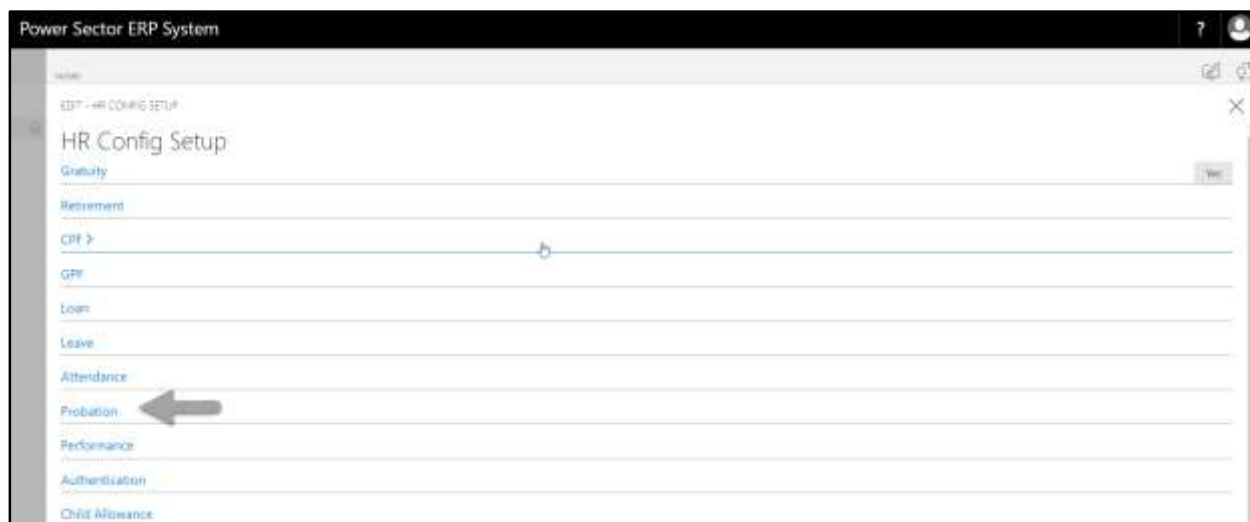 Power Sector ERP System ?
HOME
EDIT - HR CONFIG SETUP
HR Config Setup
Gratuity Yes
Retirement
CPF >
GPF
Loan
Leave
Attendance
Probation
Performance
Authentication
Child Allowance